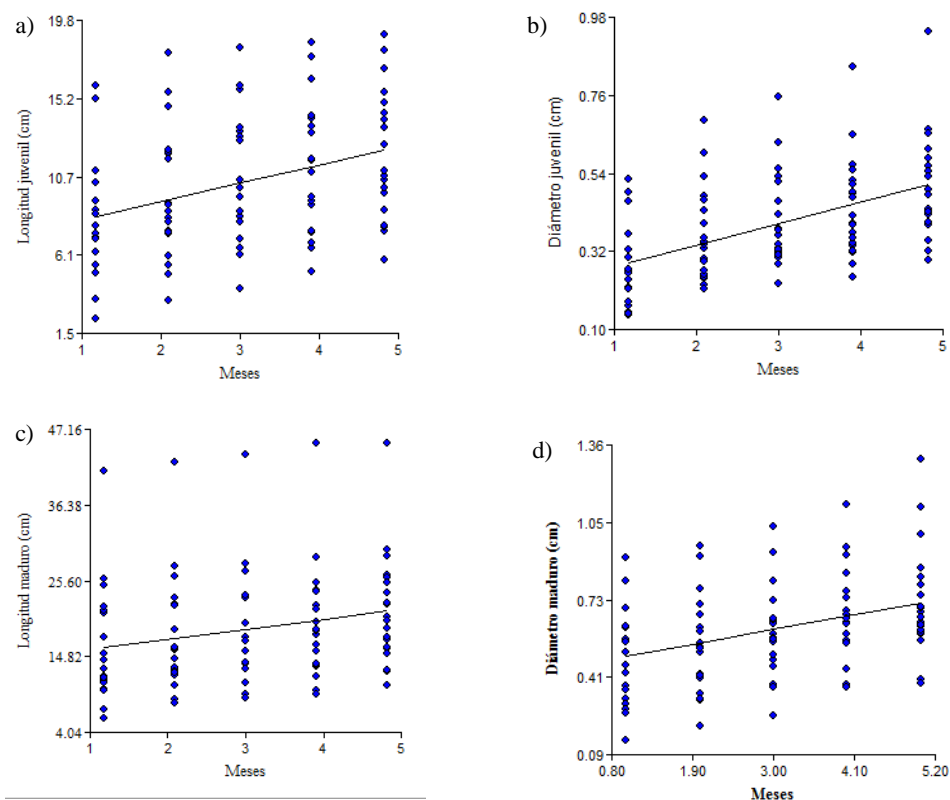 a)
19.8
15.2
10.7
6.1
1.5
Longitud juvenil (cm)
1 2 3 4 5
Meses
b)
0.98
0.76
0.54
0.32
0.10
Diámetro juvenil (cm)
1 2 3 4 5
Meses
c)
47.16
36.38
25.60
14.82
4.04
Longitud maduro (cm)
1 2 3 4 5
Meses
d)
1.36
1.05
0.73
0.41
0.09
Diámetro maduro (cm)
0.80 1.90 3.00 4.10 5.20
Meses